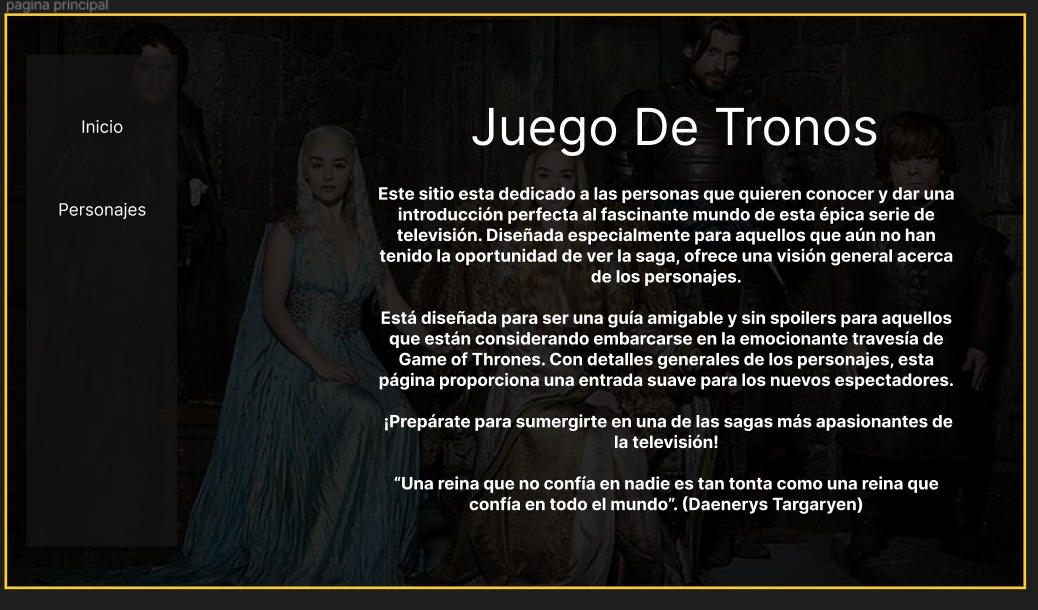 pagina principal
Inicio
Personajes
Juego De Tronos
Este sitio esta dedicado a las personas que quieren conocer y dar una
introducción perfecta al fascinante mundo de esta épica serie de
televisión. Diseñada especialmente para aquellos que aún no han
tenido la oportunidad de ver la saga, ofrece una visión general acerca
de los personajes.
Está diseñada para ser una guía amigable y sin spoilers para aquellos
que están considerando embarcarse en la emocionante travesía de
Game of Thrones. Con detalles generales de los personajes, esta
página proporciona una entrada suave para los nuevos espectadores.
¡Prepárate para sumergirte en una de las sagas más apasionantes de
la televisión!
“Una reina que no confía en nadie es tan tonta como una reina que
confía en todo el mundo”. (Daenerys Targaryen)